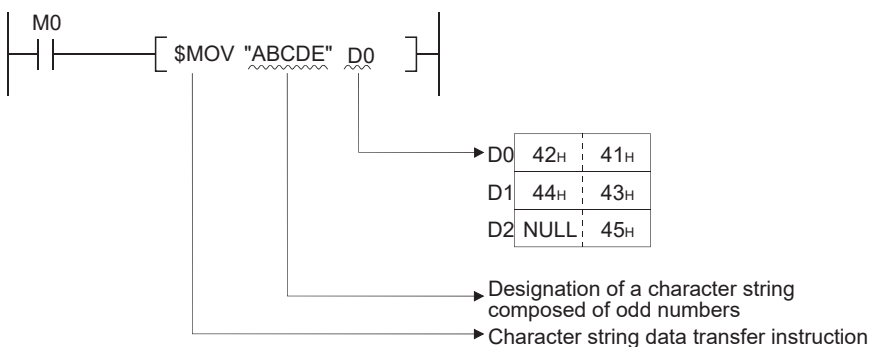 M0
$MOV "ABCDE" D0
D0 42H 41H
D1 44H 43H
D2 NULL 45H
Designation of a character string
composed of odd numbers
Character string data transfer instruction